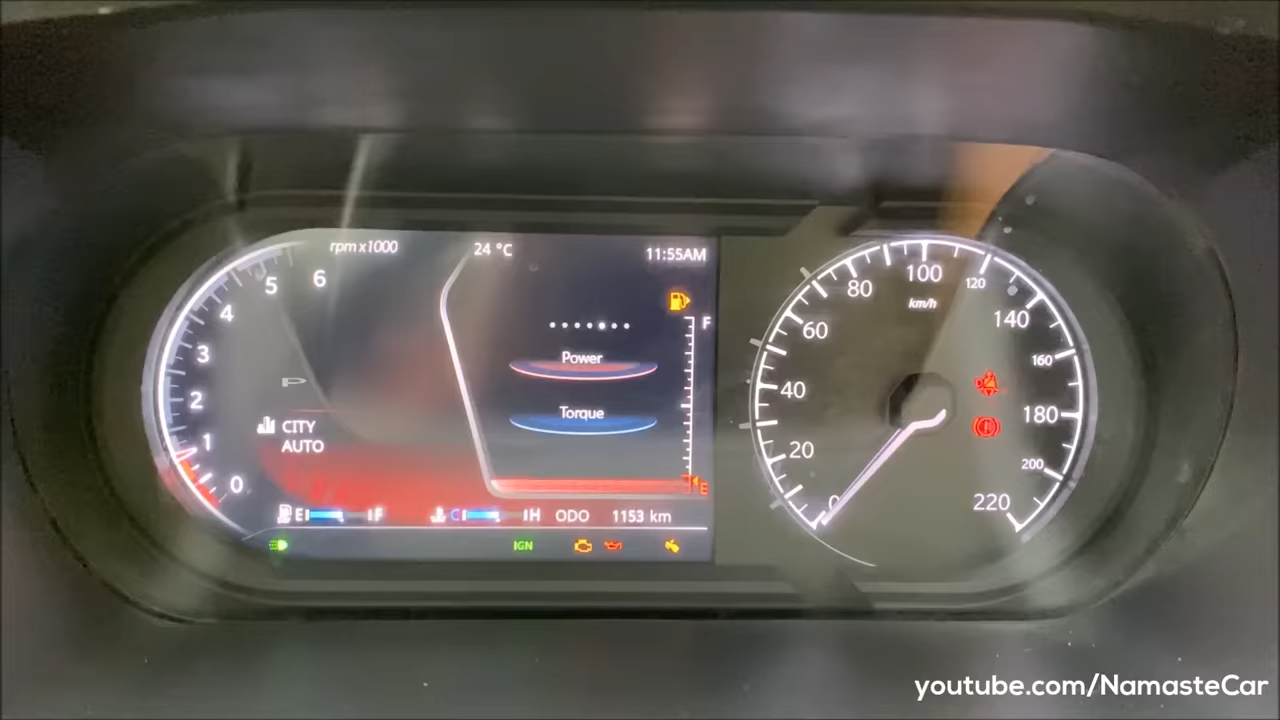 rpm x1000
24 °C
11:55AM
6
5
4
3
2
1
0
P
CITY
AUTO
Power
Torque
F
E
E F
C H
ODO 1153 km
IGN
0
20
40
60
80
100
120
140
160
180
200
220
km/h
youtube.com/NamasteCar